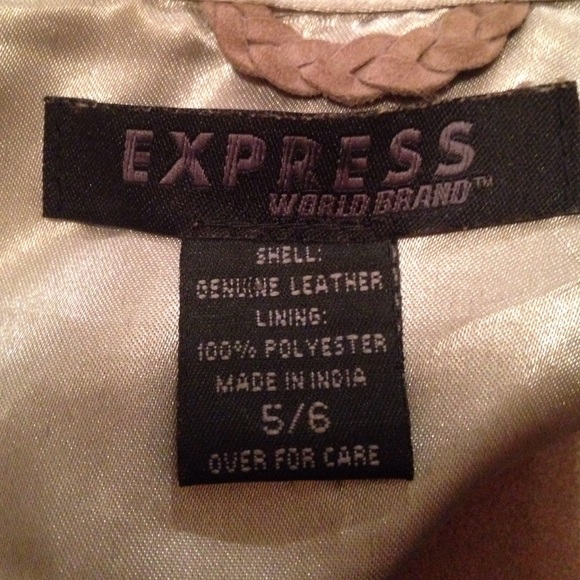 EXPRESS
WORLD BRAND™
SHELL:
GENUINE LEATHER
LINING:
100% POLYESTER
MADE IN INDIA
5/6
OVER FOR CARE